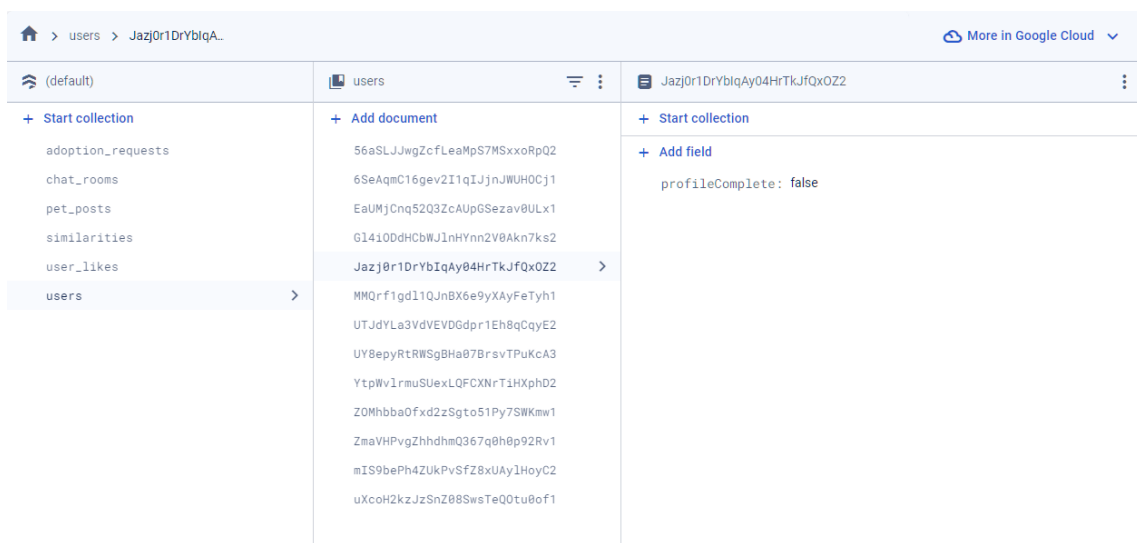 users > Jazj0r1DrYbIqA..
More in Google Cloud
(default)
+ Start collection
adoption_requests
chat_rooms
pet_posts
similarities
user_likes
users
users
+ Add document
56aSLJJwgZcfLeaMpS7MSxxoRpQ2
6SeAqmC16gev2I1qIJjnJWUHOCj1
EaUMjCnq52Q3ZcAUpGSezav0ULx1
Gl4iODdHCbWJlnHYnn2V0Akn7ks2
Jazj0r1DrYbIqAy04HrTkJfQxOZ2
MMQrf1gdl1QJnBX6e9yXAyFeTyh1
UTJdYLa3VdVEVDGdpr1Eh8qCqyE2
UY8epyRtRWSgBHa07BrsvTPuKcA3
YtpWvlrmuSUexLQFCXNrTiHXphD2
ZOMhbbaOfxd2zSgto51Py7SWKmw1
ZmaVHPvgZhhdhmQ367q0h0p92Rv1
mIS9bePh4ZUkPvSfZ8xUAylHoyC2
uXcoH2kzJzSnZ08SwsTeQOtu0of1
Jazj0r1DrYbIqAy04HrTkJfQxOZ2
+ Start collection
+ Add field
profileComplete: false